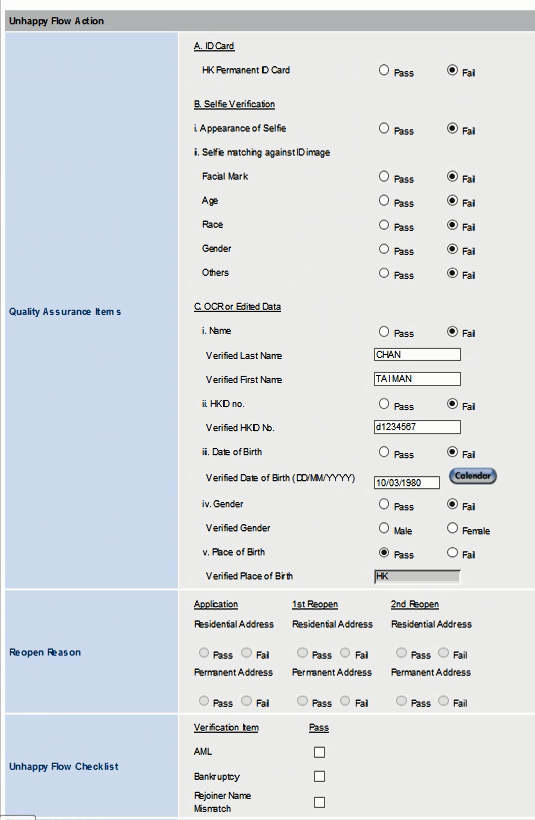 Unhappy Flow Action
A. ID Card
HK Permanent ID Card Pass Fail
B. Selfie Verification
i. Appearance of Selfie Pass Fail
ii. Selfie matching against ID image
Facial Mark Pass Fail
Age Pass Fail
Race Pass Fail
Gender Pass Fail
Others Pass Fail
Quality Assurance Items
C. OCR or Edited Data
i. Name Pass Fail
Verified Last Name CHAN
Verified First Name TAI MAN
ii. HKID no. Pass Fail
Verified HKID No. d1234567
iii. Date of Birth Pass Fail
Verified Date of Birth (DD/MM/YYYY) 10/03/1980 Calendar
iv. Gender Pass Fail
Verified Gender Male Female
v. Place of Birth Pass Fail
Verified Place of Birth HK
Application 1st Reopen 2nd Reopen
Residential Address Residential Address Residential Address
Reopen Reason Pass Fail Pass Fail Pass Fail
Permanent Address Permanent Address Permanent Address
Pass Fail Pass Fail Pass Fail
Verification Item Pass
AML
Unhappy Flow Checklist
Bankruptcy
Rejoiner Name
Mismatch